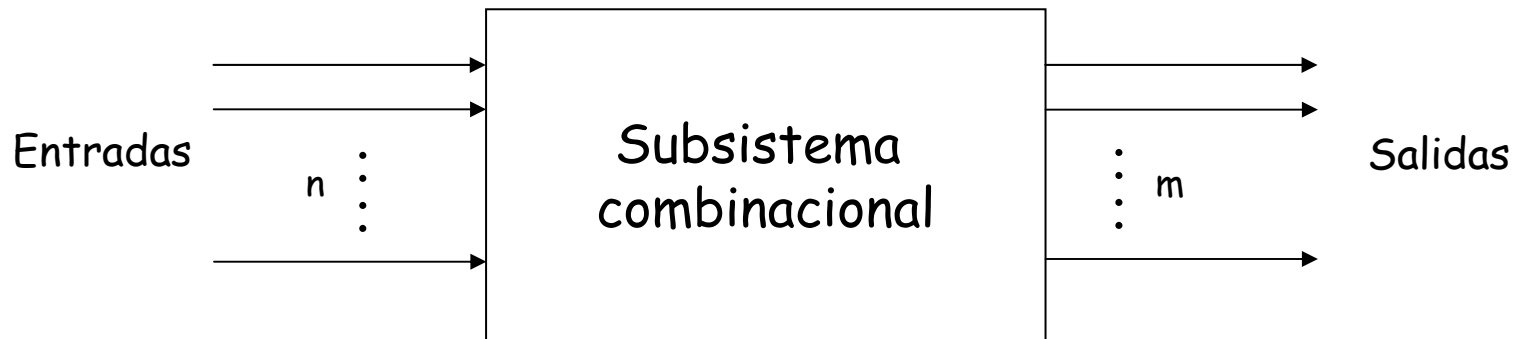 Entradas
n
Subsistema
combinacional
m
Salidas